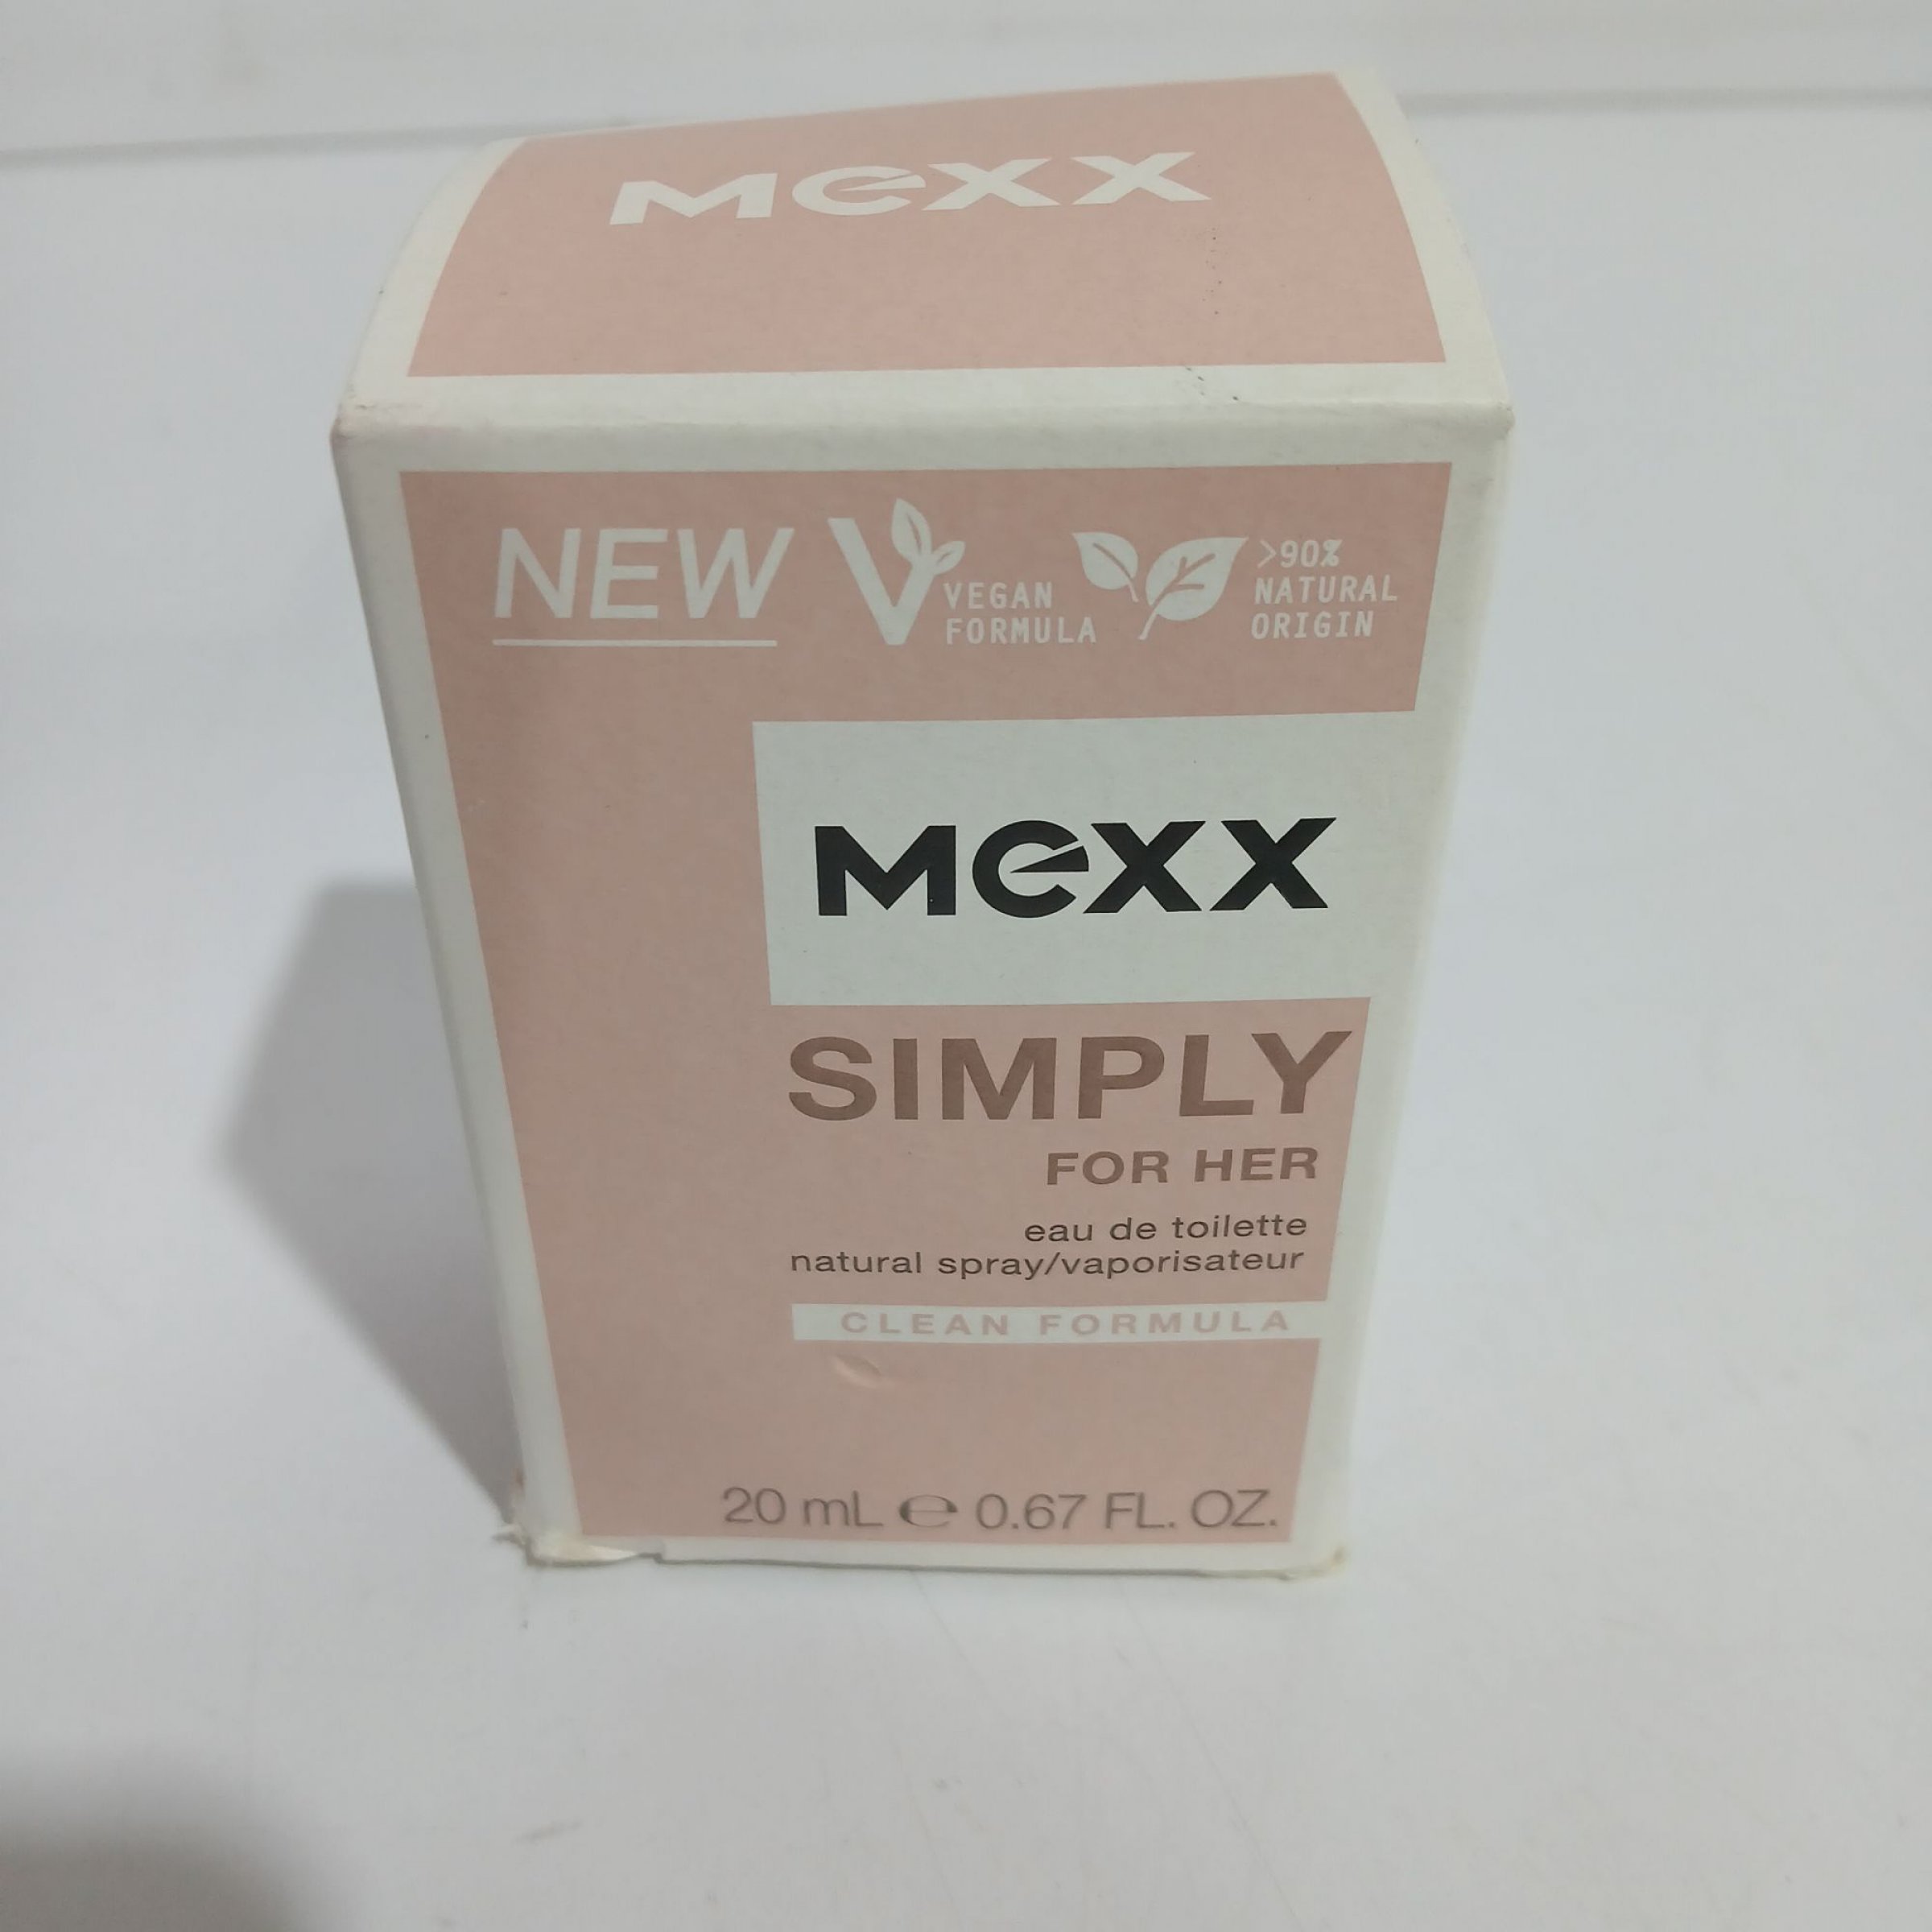 mexx
NEW
VEGAN
FORMULA
>90%
NATURAL
ORIGIN
mexx
SIMPLY
FOR HER
eau de toilette
natural spray/vaporisateur
CLEAN FORMULA
20 mL ℮ 0.67 FL. OZ.